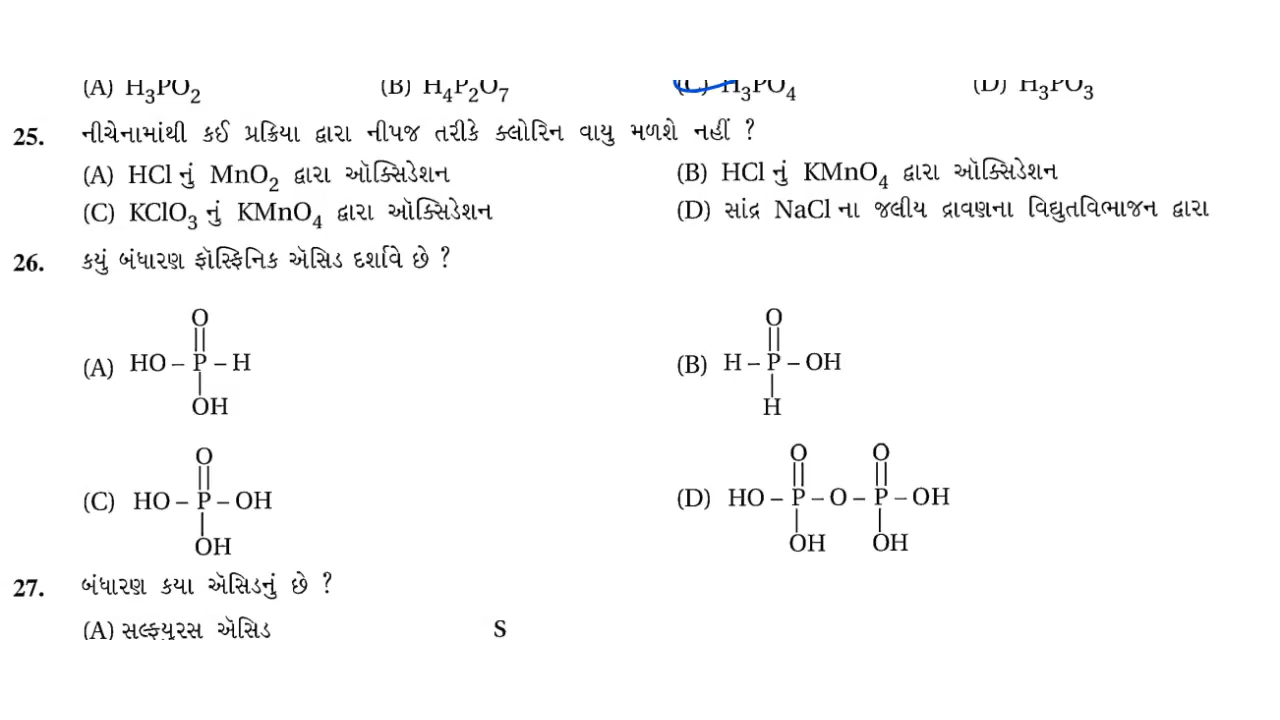 (A) H₃PO₂ (B) H₄P₂O₇ (C) H₃PO₄ (D) H₃PO₃
25. નીચેનામાંથી કઈ પ્રક્રિયા દ્વારા નીપજ તરીકે ક્લોરિન વાયુ મળશે નહીં ?
(A) HCl નું MnO₂ દ્વારા ઑક્સિડેશન (B) HCl નું KMnO₄ દ્વારા ઑક્સિડેશન
(C) KClO₃ નું KMnO₄ દ્વારા ઑક્સિડેશન (D) સાંદ્ર NaCl ના જલીય દ્રાવણના વિદ્યુતવિભાજન દ્વારા
26. કયું બંધારણ ફૉસ્ફિનિક ઍસિડ દર્શાવે છે ?
O O
|| ||
(A) HO – P – H (B) H – P – OH
| |
OH H
O O O
|| || ||
(C) HO – P – OH (D) HO – P – O – P – OH
| | |
OH OH OH
27. બંધારણ કયા ઍસિડનું છે ?
(A) સલ્ફ્યુરસ ઍસિડ S